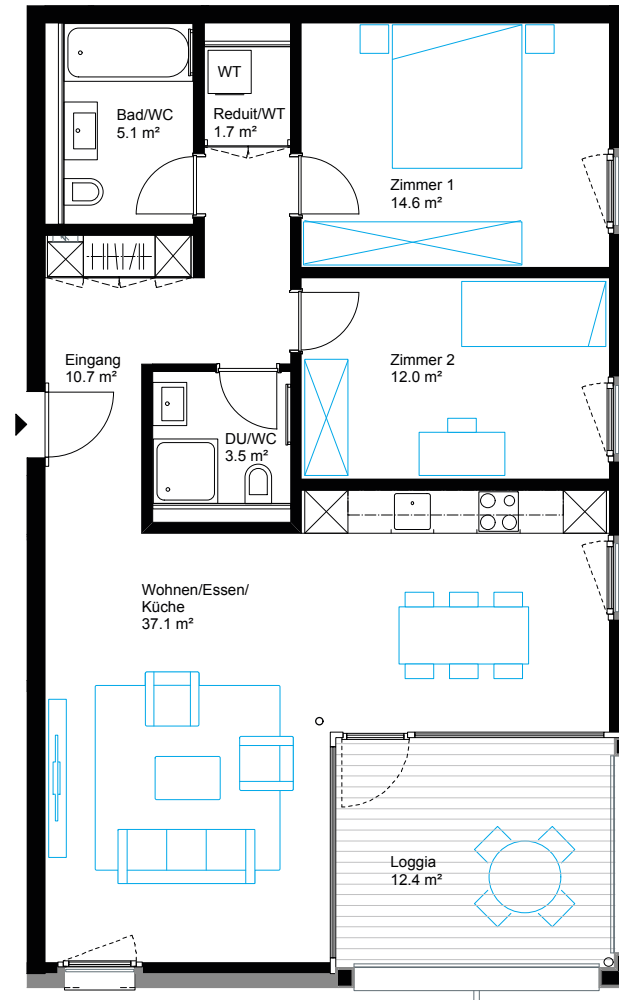 WT
Bad/WC
5.1 m²
Reduit/WT
1.7 m²
Zimmer 1
14.6 m²
Eingang
10.7 m²
Zimmer 2
12.0 m²
DU/WC
3.5 m²
Wohnen/Essen/
Küche
37.1 m²
Loggia
12.4 m²